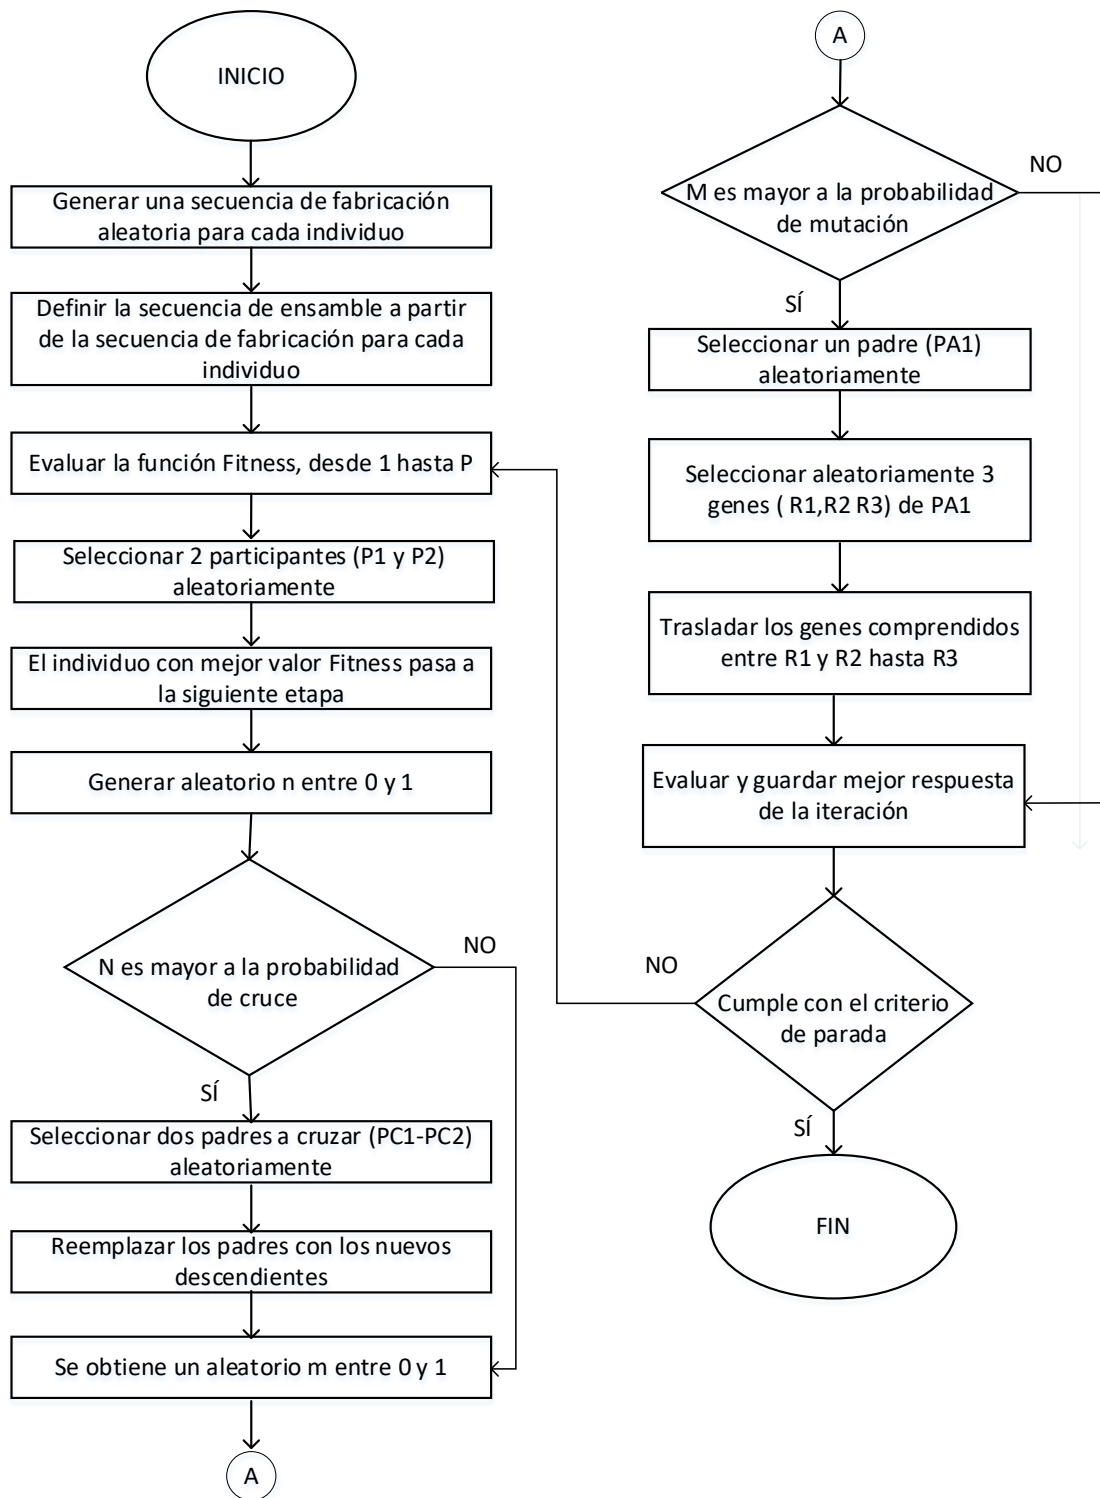 INICIO
Generar una secuencia de fabricación
aleatoria para cada individuo
Definir la secuencia de ensamble a partir
de la secuencia de fabricación para cada
individuo
Evaluar la función Fitness, desde 1 hasta P
Seleccionar 2 participantes (P1 y P2)
aleatoriamente
El individuo con mejor valor Fitness pasa a
la siguiente etapa
Generar aleatorio n entre 0 y 1
N es mayor a la probabilidad
de cruce
NO
SÍ
Seleccionar dos padres a cruzar (PC1-PC2)
aleatoriamente
Reemplazar los padres con los nuevos
descendientes
Se obtiene un aleatorio m entre 0 y 1
A
A
M es mayor a la probabilidad
de mutación
NO
SÍ
Seleccionar un padre (PA1)
aleatoriamente
Seleccionar aleatoriamente 3
genes ( R1,R2 R3) de PA1
Trasladar los genes comprendidos
entre R1 y R2 hasta R3
Evaluar y guardar mejor respuesta
de la iteración
NO
Cumple con el criterio
de parada
SÍ
FIN